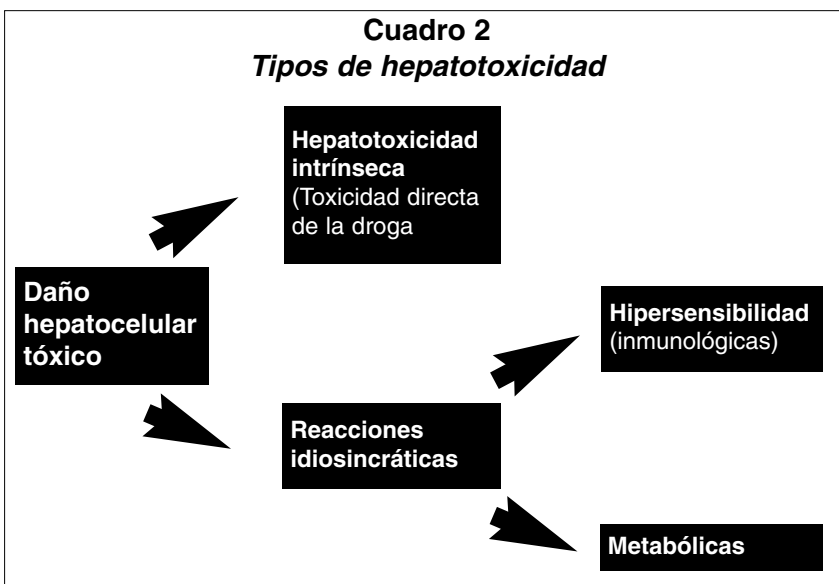 Cuadro 2
Tipos de hepatotoxicidad
Hepatotoxicidad
intrínseca
(Toxicidad directa
de la droga
Daño
hepatocelular
tóxico
Hipersensibilidad
(inmunológicas)
Reacciones
idiosincráticas
Metabólicas